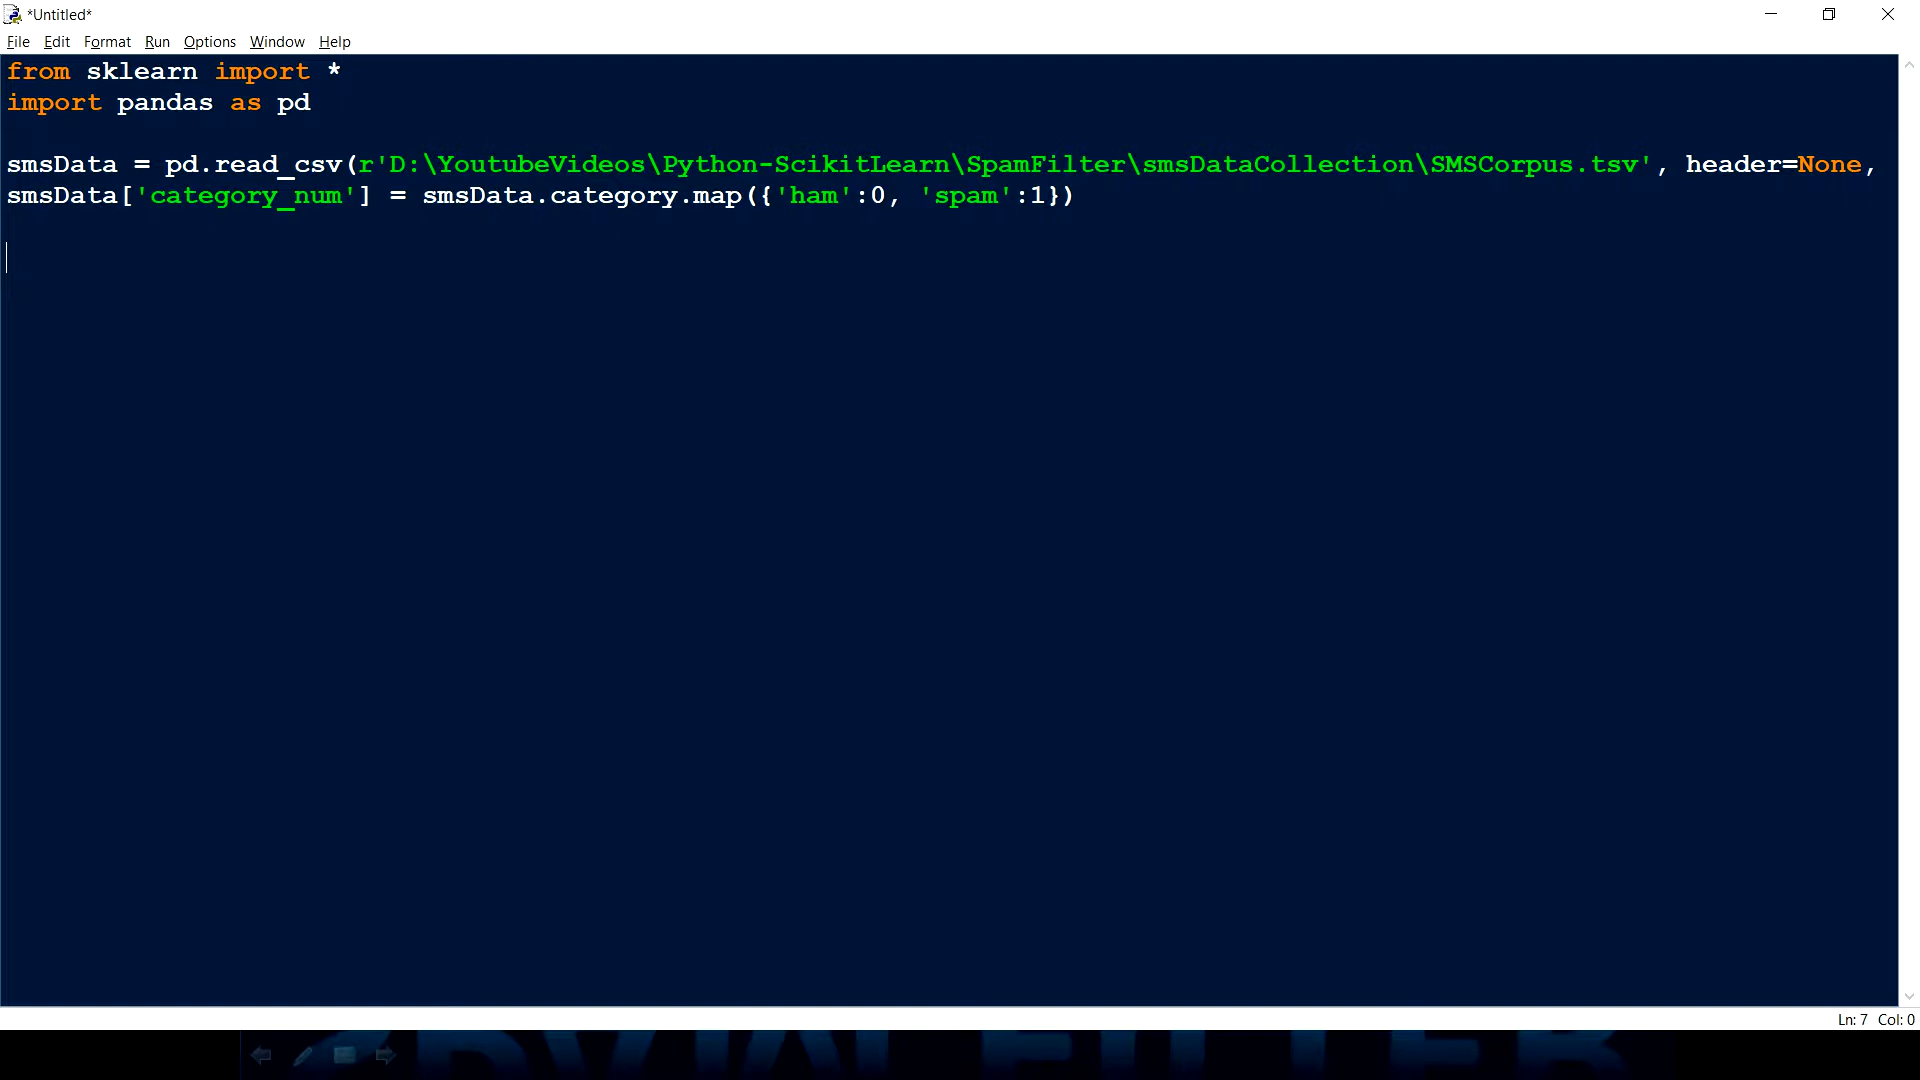 *Untitled*
File Edit Format Run Options Window Help
from sklearn import *
import pandas as pd
smsData = pd.read_csv(r'D:\YoutubeVideos\Python-ScikitLearn\SpamFilter\smsDataCollection\SMSCorpus.tsv', header=None,
smsData['category_num'] = smsData.category.map({'ham':0, 'spam':1})
Ln: 7 Col: 0